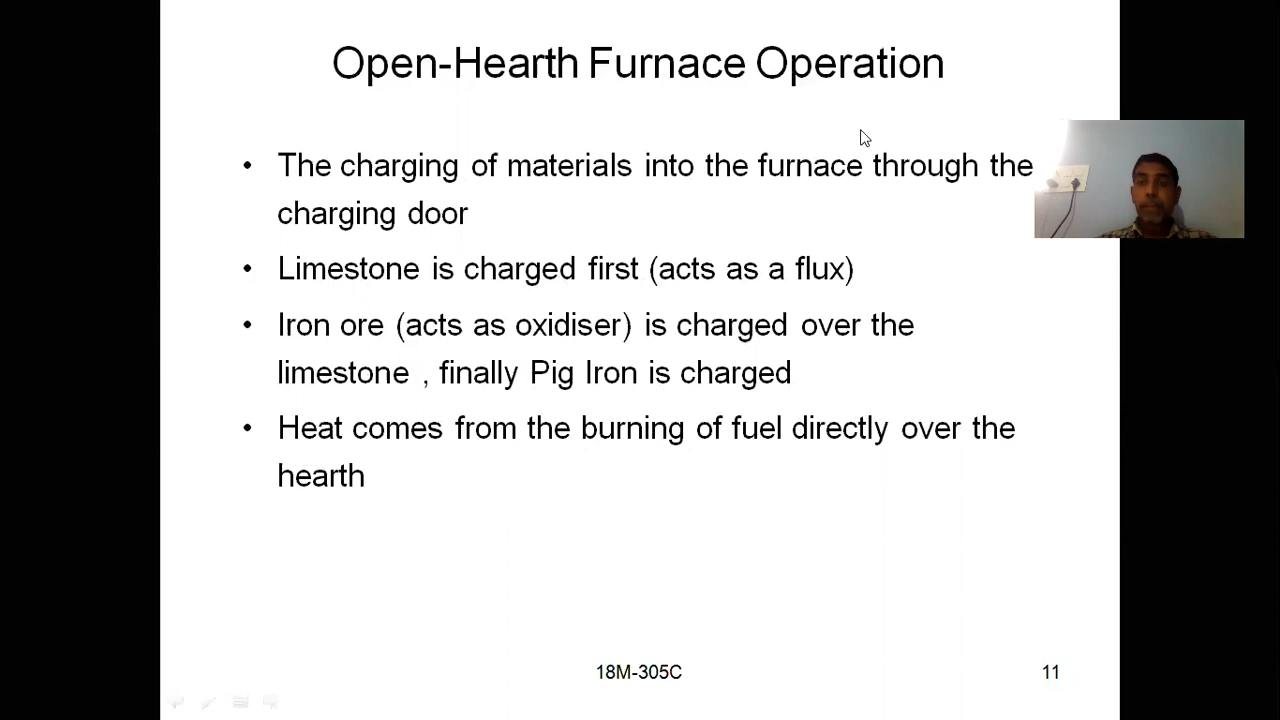 Open-Hearth Furnace Operation
• The charging of materials into the furnace through the
charging door
• Limestone is charged first (acts as a flux)
• Iron ore (acts as oxidiser) is charged over the
limestone , finally Pig Iron is charged
• Heat comes from the burning of fuel directly over the
hearth
18M-305C
11